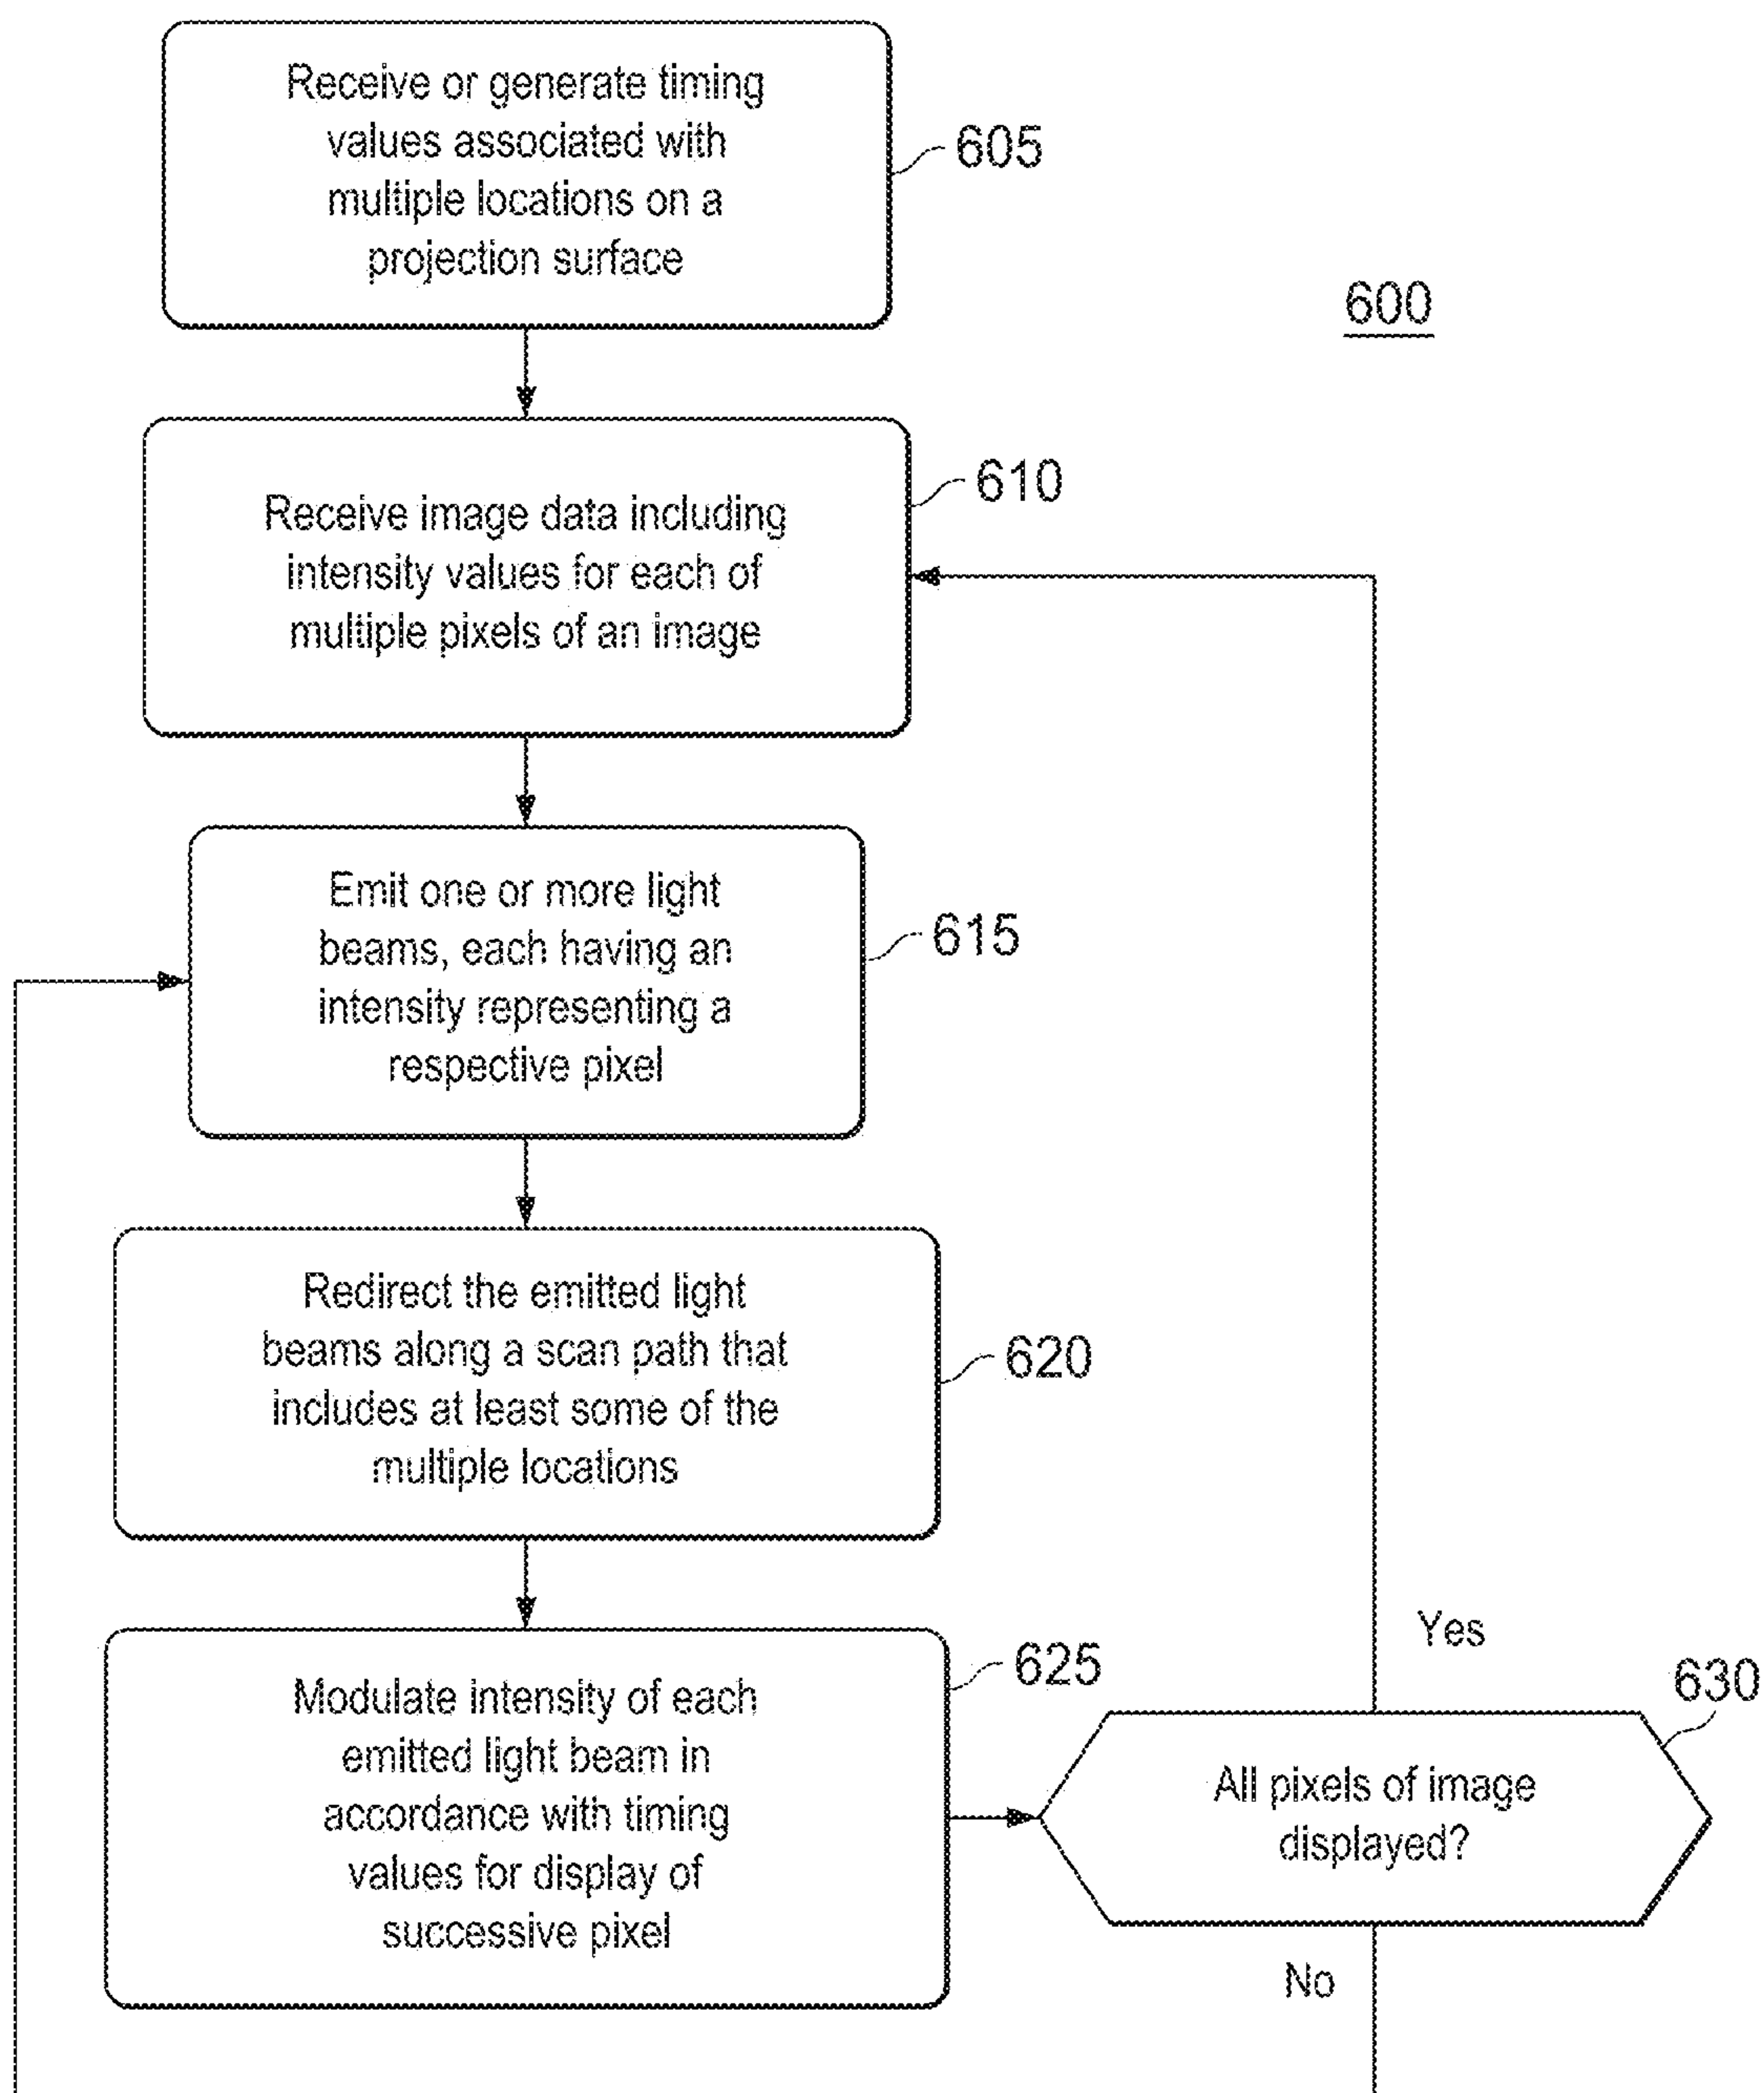 Receive or generate timing
values associated with
multiple locations on a
projection surface
605
600
Receive image data including
intensity values for each of
multiple pixels of an image
610
Emit one or more light
beams, each having an
intensity representing a
respective pixel
615
Redirect the emitted light
beams along a scan path that
includes at least some of the
multiple locations
620
Modulate intensity of each
emitted light beam in
accordance with timing
values for display of
successive pixel
625
Yes
630
All pixels of image
displayed?
No